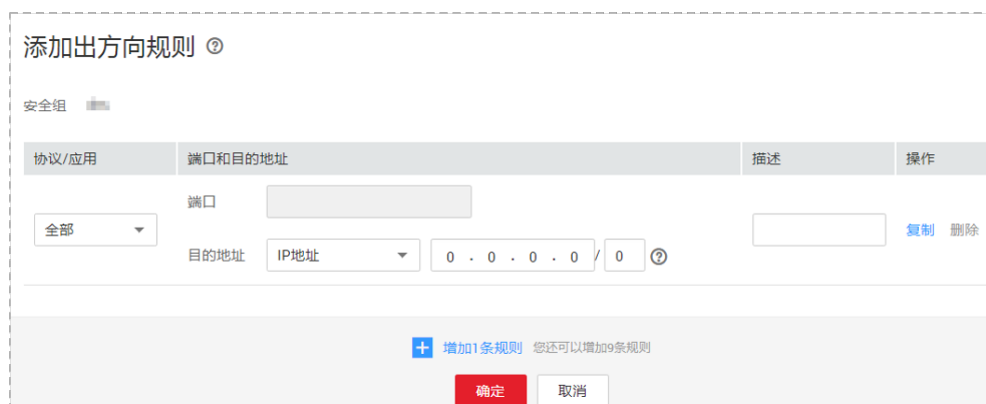 添加出方向规则
安全组
协议/应用 端口和目的地址 描述 操作
端口
全部 复制 删除
目的地址 IP地址 0 . 0 . 0 . 0 / 0
增加1条规则 您还可以增加9条规则
确定 取消